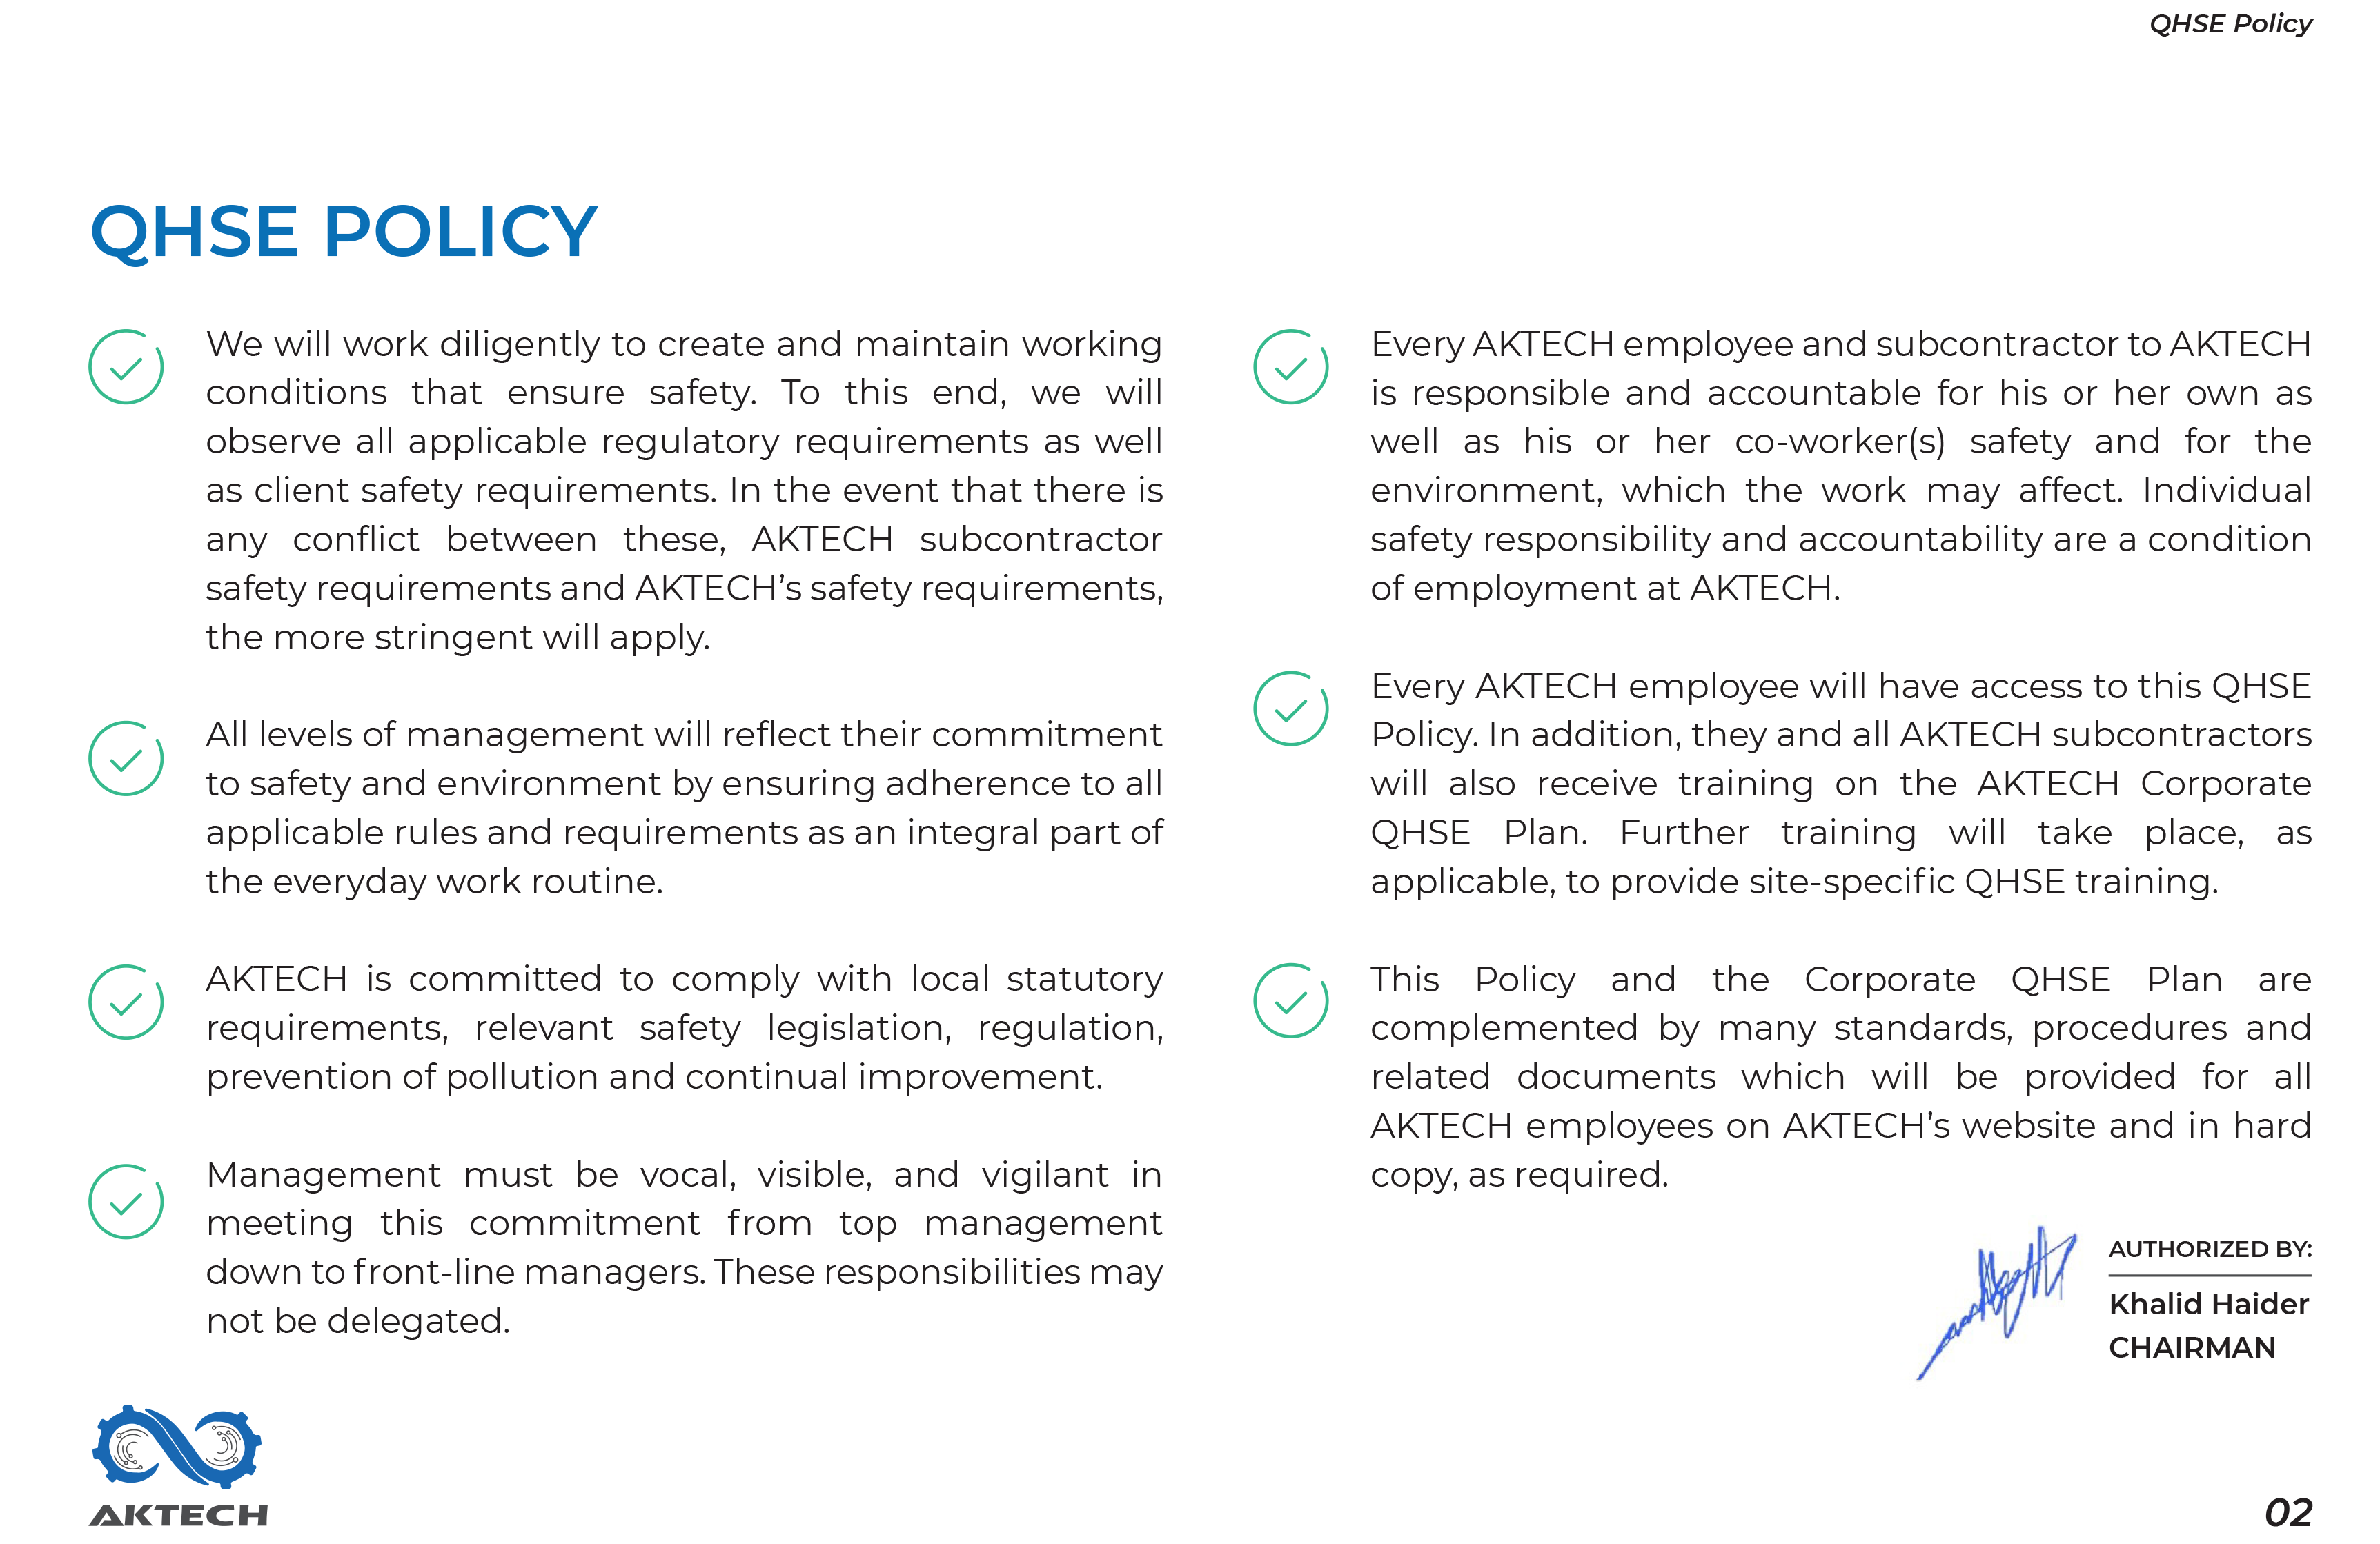 QHSE Policy
QHSE POLICY
We will work diligently to create and maintain working
conditions that ensure safety. To this end, we will
observe all applicable regulatory requirements as well
as client safety requirements. In the event that there is
any conflict between these, AKTECH subcontractor
safety requirements and AKTECH’s safety requirements,
the more stringent will apply.
All levels of management will reflect their commitment
to safety and environment by ensuring adherence to all
applicable rules and requirements as an integral part of
the everyday work routine.
AKTECH is committed to comply with local statutory
requirements, relevant safety legislation, regulation,
prevention of pollution and continual improvement.
Management must be vocal, visible, and vigilant in
meeting this commitment from top management
down to front-line managers. These responsibilities may
not be delegated.
Every AKTECH employee and subcontractor to AKTECH
is responsible and accountable for his or her own as
well as his or her co-worker(s) safety and for the
environment, which the work may affect. Individual
safety responsibility and accountability are a condition
of employment at AKTECH.
Every AKTECH employee will have access to this QHSE
Policy. In addition, they and all AKTECH subcontractors
will also receive training on the AKTECH Corporate
QHSE Plan. Further training will take place, as
applicable, to provide site-specific QHSE training.
This Policy and the Corporate QHSE Plan are
complemented by many standards, procedures and
related documents which will be provided for all
AKTECH employees on AKTECH’s website and in hard
copy, as required.
AUTHORIZED BY:
Khalid Haider
CHAIRMAN
AKTECH
02